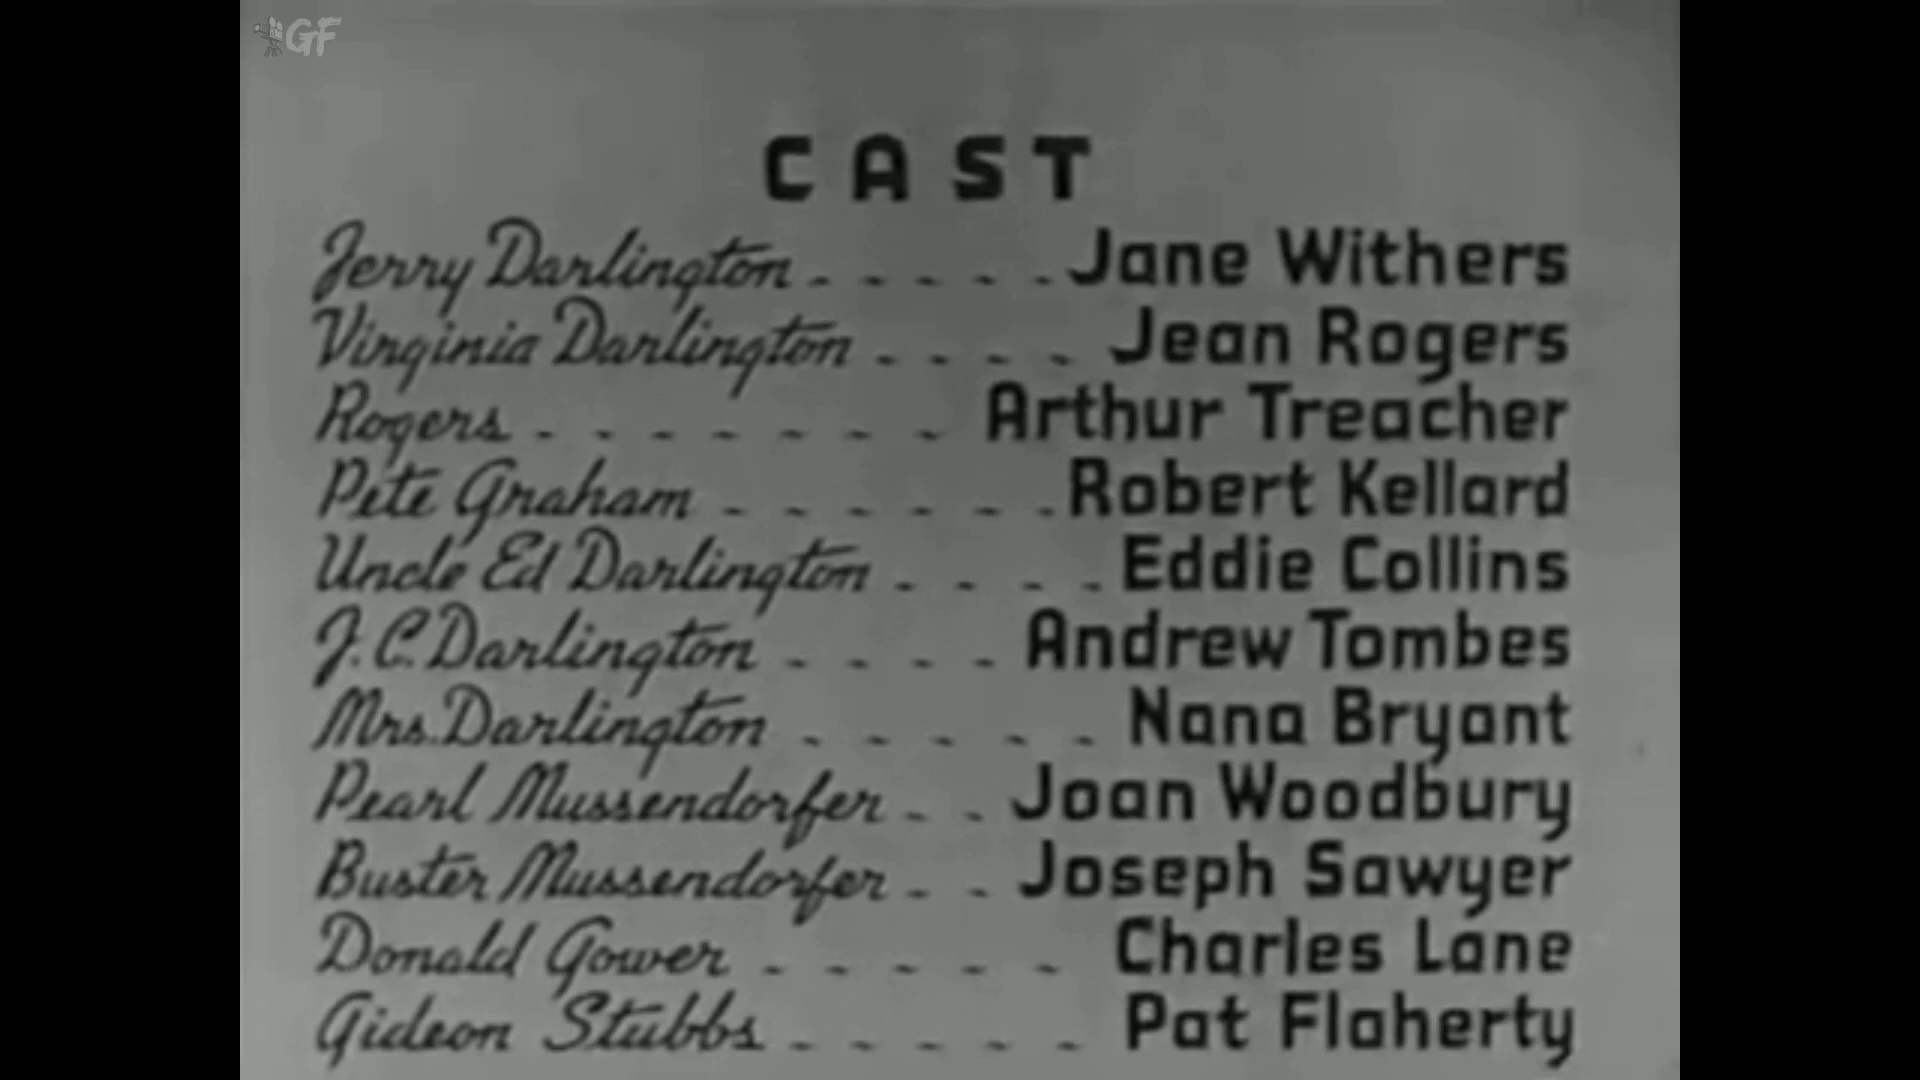 GF
CAST
Jerry Darlington - - - - - Jane Withers
Virginia Darlington - - - - Jean Rogers
Rogers - - - - - - - Arthur Treacher
Pete Graham - - - - - - Robert Kellard
Uncle Ed Darlington - - - - Eddie Collins
J. C. Darlington - - - - Andrew Tombes
Mrs. Darlington - - - - - Nana Bryant
Pearl Mussendorfer - - Joan Woodbury
Buster Mussendorfer - - Joseph Sawyer
Donald Gower - - - - - Charles Lane
Gideon Stubbs - - - - - Pat Flaherty